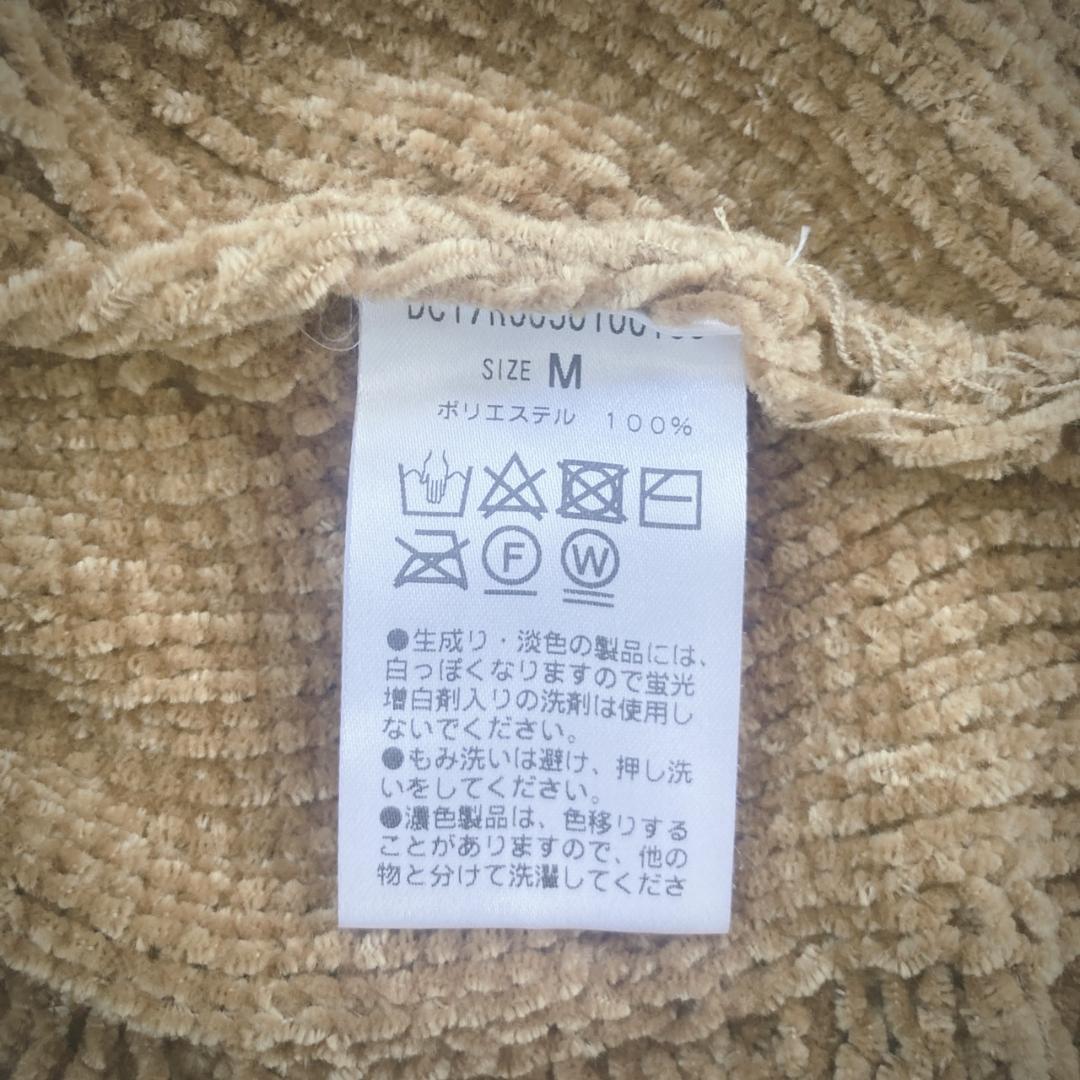 SIZE M
ポリエステル 100%
F W
●生成り・淡色の製品には、
白っぽくなりますので蛍光
増白剤入りの洗剤は使用し
ないでください。
●もみ洗いは避け、押し洗
いをしてください。
●濃色製品は、色移りする
ことがありますので、他の
物と分けて洗濯してくださ